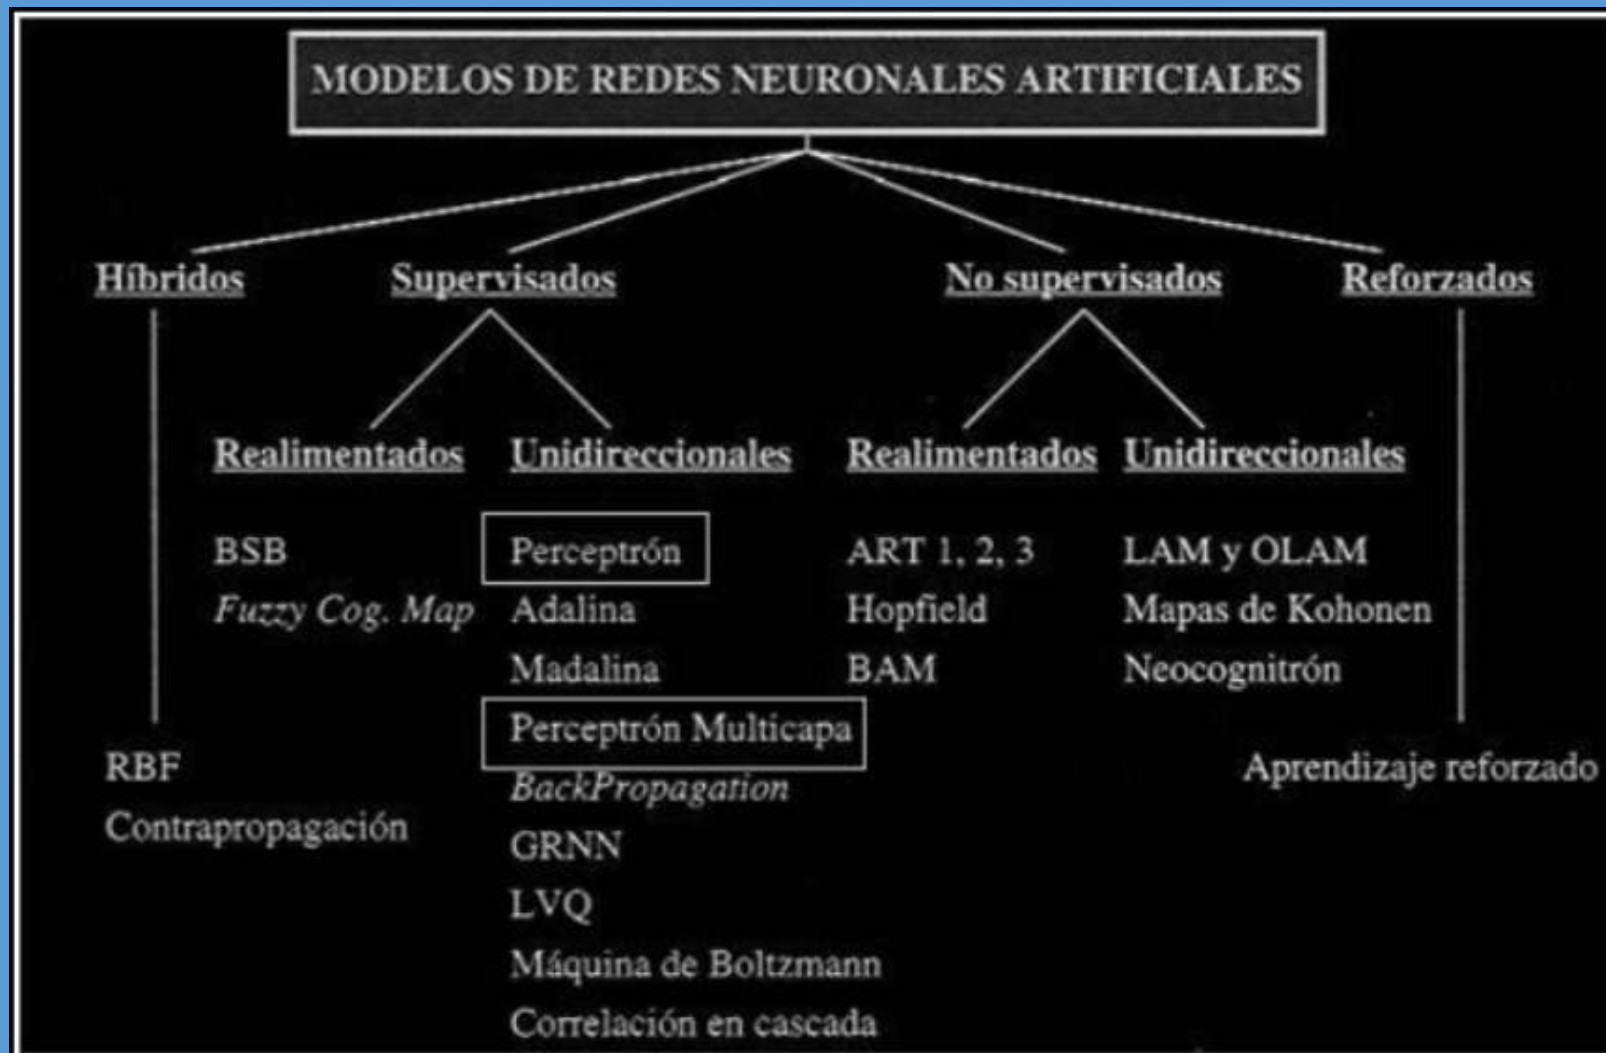 MODELOS DE REDES NEURONALES ARTIFICIALES
Híbridos
Supervisados
No supervisados
Reforzados
Realimentados
Unidireccionales
Realimentados
Unidireccionales
BSB
Fuzzy Cog. Map
Perceptrón
Adalina
Madalina
Perceptrón Multicapa
BackPropagation
GRNN
LVQ
Máquina de Boltzmann
Correlación en cascada
ART 1, 2, 3
Hopfield
BAM
LAM y OLAM
Mapas de Kohonen
Neocognitrón
RBF
Contrapropagación
Aprendizaje reforzado